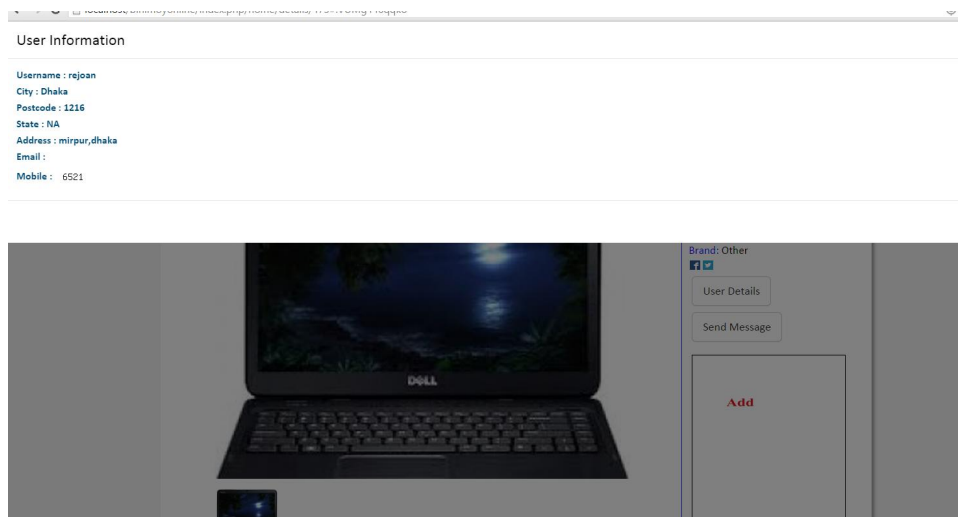 User Information
Username : rejoan
City : Dhaka
Postcode : 1216
State : NA
Address : mirpur,dhaka
Email :
Mobile : 6521
Brand: Other
User Details
Send Message
DELL
Add